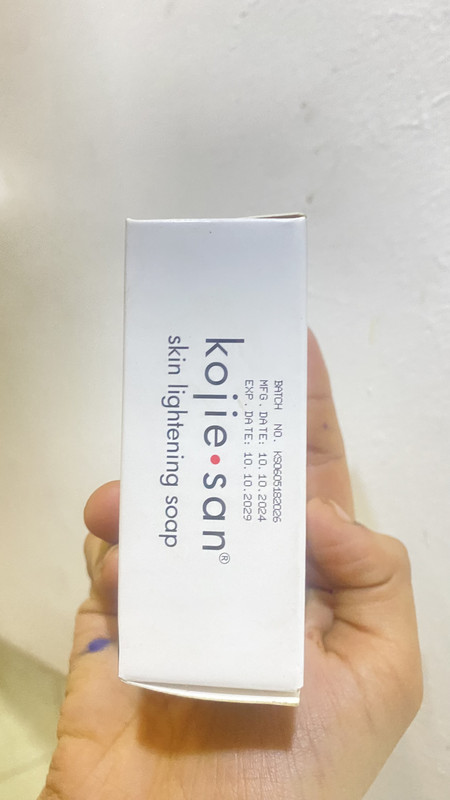 BATCH NO. KS0605182026
MFG.DATE: 10.10.2024
EXP.DATE: 10.10.2029
kojie•san®
skin lightening soap